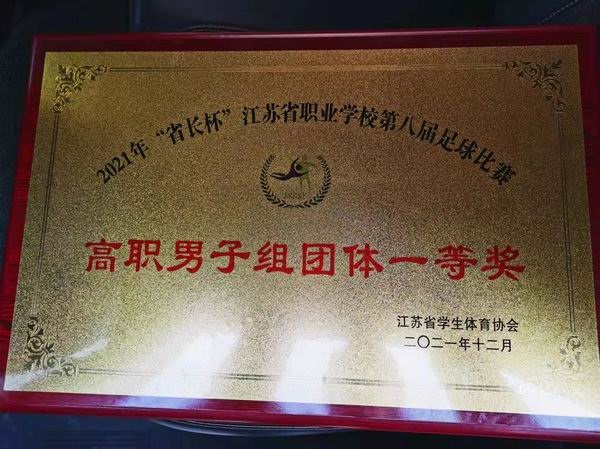 2021年“省长杯”江苏省职业学校第八届足球比赛
高职男子组团体一等奖
江苏省学生体育协会
二〇二一年十二月